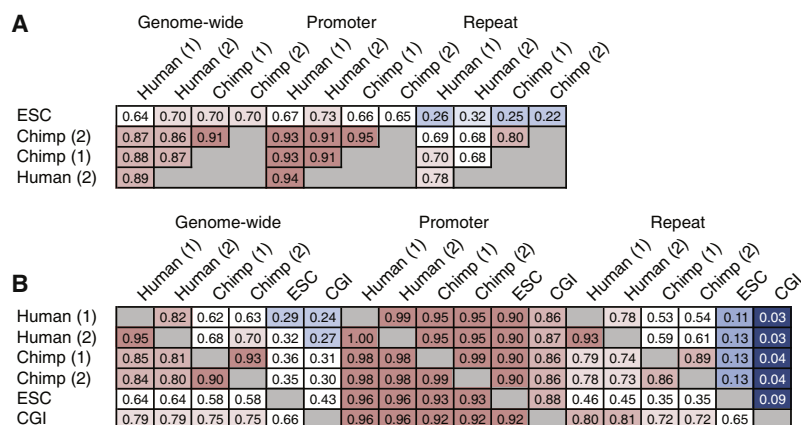 A
Genome-wide Promoter Repeat
Human (1) Human (2) Chimp (1) Chimp (2) Human (1) Human (2) Chimp (1) Chimp (2) Human (1) Human (2) Chimp (1) Chimp (2)
ESC 0.64 0.70 0.70 0.70 0.67 0.73 0.66 0.65 0.26 0.32 0.25 0.22
Chimp (2) 0.87 0.86 0.91 0.93 0.91 0.95 0.69 0.68 0.80
Chimp (1) 0.88 0.87 0.93 0.91 0.70 0.68
Human (2) 0.89 0.94 0.78
B
Genome-wide Promoter Repeat
Human (1) Human (2) Chimp (1) Chimp (2) ESC CGI Human (1) Human (2) Chimp (1) Chimp (2) ESC CGI Human (1) Human (2) Chimp (1) Chimp (2) ESC CGI
Human (1) 0.82 0.62 0.63 0.29 0.24 0.99 0.95 0.95 0.90 0.86 0.78 0.53 0.54 0.11 0.03
Human (2) 0.95 0.68 0.70 0.32 0.27 1.00 0.95 0.95 0.90 0.87 0.93 0.59 0.61 0.13 0.03
Chimp (1) 0.85 0.81 0.93 0.36 0.31 0.98 0.98 0.99 0.90 0.86 0.79 0.74 0.89 0.13 0.04
Chimp (2) 0.84 0.80 0.90 0.35 0.30 0.98 0.98 0.99 0.90 0.86 0.78 0.73 0.86 0.13 0.04
ESC 0.64 0.64 0.58 0.58 0.43 0.96 0.96 0.93 0.93 0.88 0.46 0.45 0.35 0.35 0.09
CGI 0.79 0.79 0.75 0.75 0.66 0.96 0.96 0.92 0.92 0.92 0.80 0.81 0.72 0.72 0.65